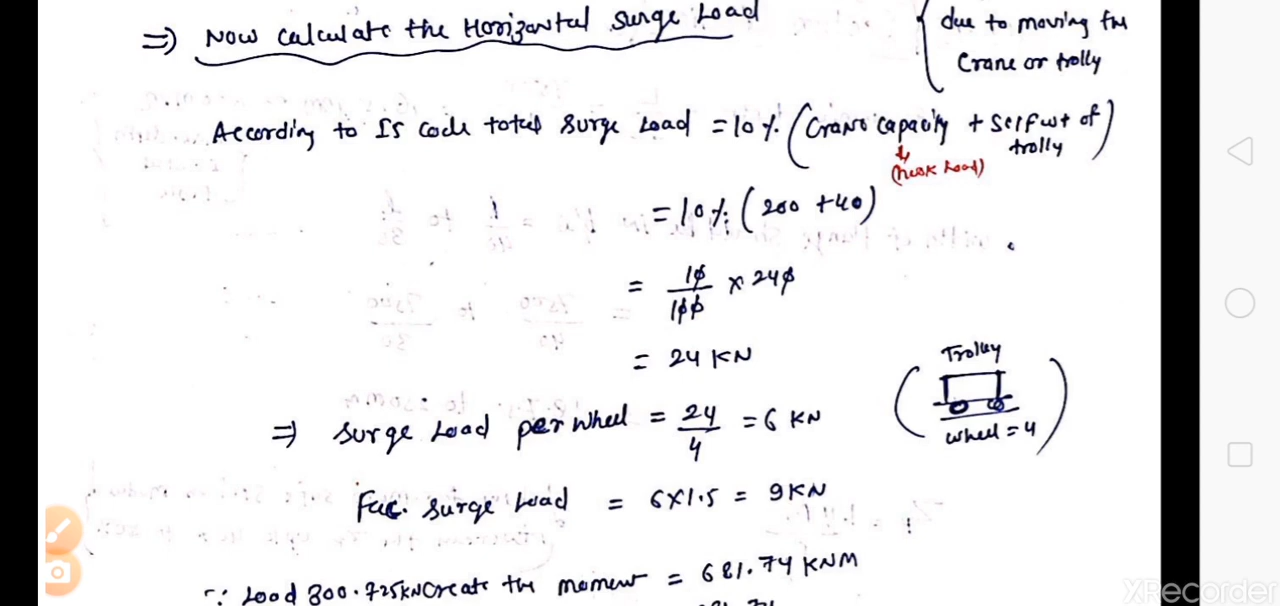 ⇒) Now calculate the Horizontal Surge Load
due to moving fm
Crane or trolly
According to IS Code total Surge Load = 10 % (Crane capacity + Selfwt of trolly)
Load)
= 10 % (200 + 40)
= 10/100 × 240
= 24 KN
Trolley
wheel = 4
⇒ Surge Load per wheel = 24/4 = 6 KN
Fac. Surge Load = 6×1.5 = 9KN
∵ Load 300.725KN Create the moment = 681.74 KNM
XRecorder